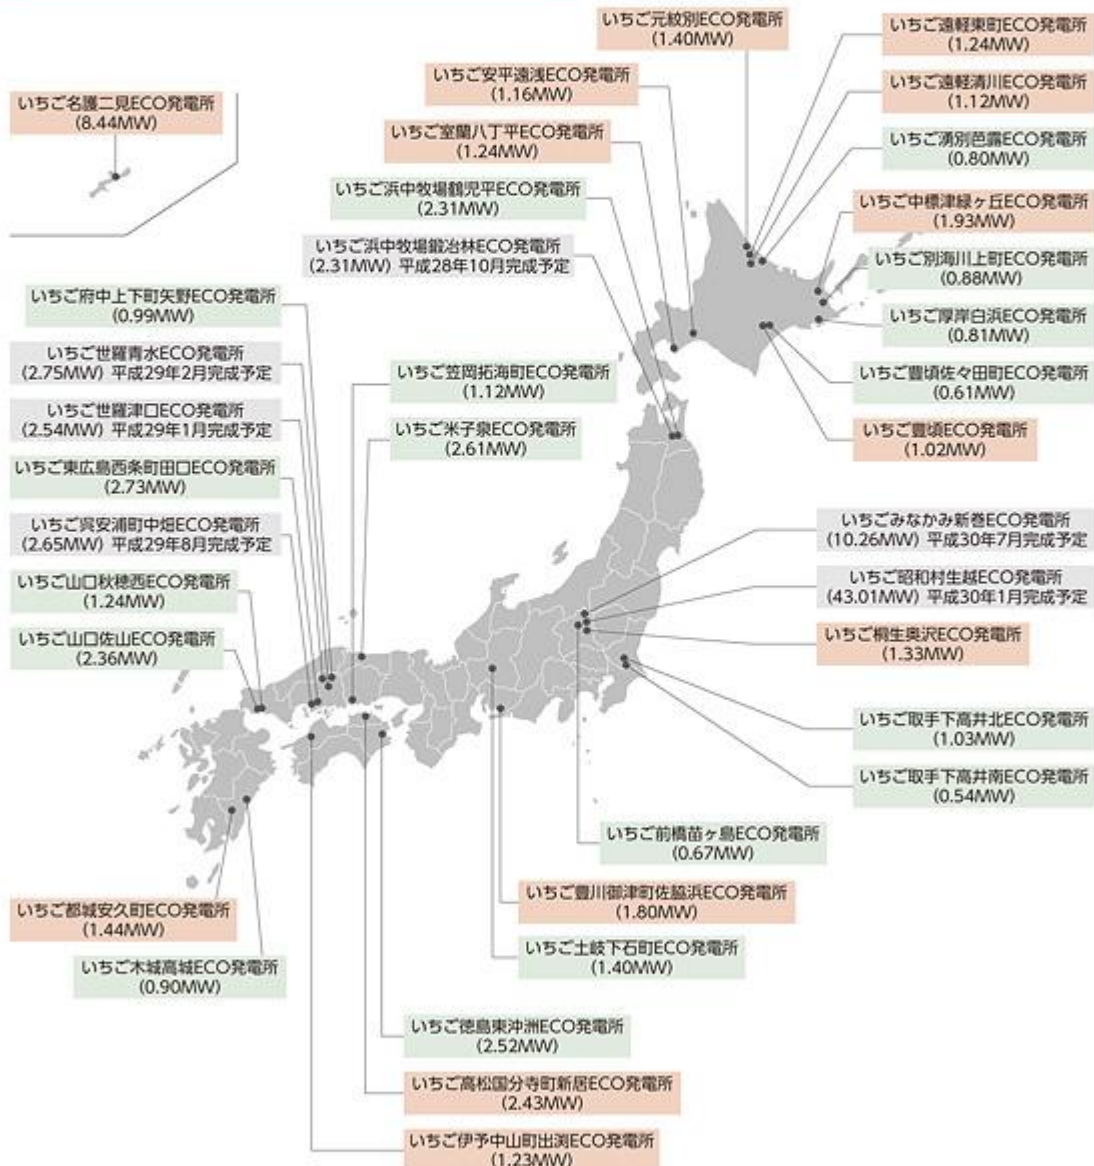 いちご元紋別ECO発電所
(1.40MW)
いちご遠軽東町ECO発電所
(1.24MW)
いちご安平遠浅ECO発電所
(1.16MW)
いちご遠軽清川ECO発電所
(1.12MW)
いちご名護二見ECO発電所
(8.44MW)
いちご室蘭八丁平ECO発電所
(1.24MW)
いちご湧別芭露ECO発電所
(0.80MW)
いちご浜中牧場鶴児平ECO発電所
(2.31MW)
いちご中標津緑ヶ丘ECO発電所
(1.93MW)
いちご浜中牧場鍛冶林ECO発電所
(2.31MW) 平成28年10月完成予定
いちご別海川上町ECO発電所
(0.88MW)
いちご府中上下町矢野ECO発電所
(0.99MW)
いちご厚岸白浜ECO発電所
(0.81MW)
いちご世羅青水ECO発電所
(2.75MW) 平成29年2月完成予定
いちご笠岡拓海町ECO発電所
(1.12MW)
いちご豊頃佐々田町ECO発電所
(0.61MW)
いちご世羅津口ECO発電所
(2.54MW) 平成29年1月完成予定
いちご米子泉ECO発電所
(2.61MW)
いちご豊頃ECO発電所
(1.02MW)
いちご東広島西条町田口ECO発電所
(2.73MW)
いちご呉安浦町中畑ECO発電所
(2.65MW) 平成29年8月完成予定
いちごみなかみ新巻ECO発電所
(10.26MW) 平成30年7月完成予定
いちご山口秋穂西ECO発電所
(1.24MW)
いちご昭和村生越ECO発電所
(43.01MW) 平成30年1月完成予定
いちご山口佐山ECO発電所
(2.36MW)
いちご桐生奥沢ECO発電所
(1.33MW)
いちご取手下高井北ECO発電所
(1.03MW)
いちご取手下高井南ECO発電所
(0.54MW)
いちご前橋苗ヶ島ECO発電所
(0.67MW)
いちご都城安久町ECO発電所
(1.44MW)
いちご豊川御津町佐脇浜ECO発電所
(1.80MW)
いちご木城高城ECO発電所
(0.90MW)
いちご土岐下石町ECO発電所
(1.40MW)
いちご徳島東沖洲ECO発電所
(2.52MW)
いちご高松国分寺町新居ECO発電所
(2.43MW)
いちご伊予中山町出渕ECO発電所
(1.23MW)